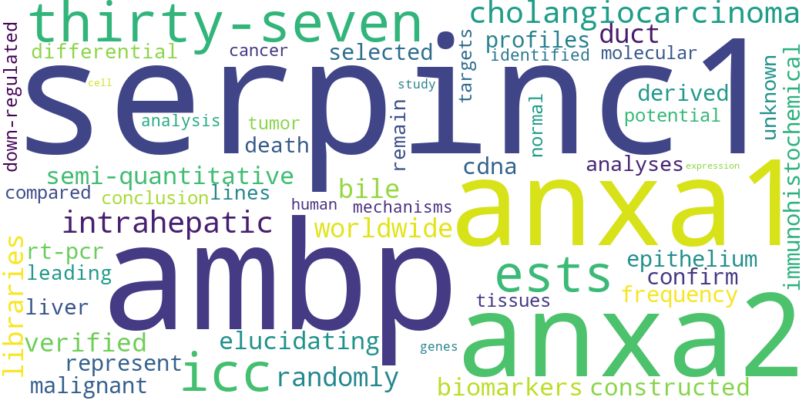 thirty-seven
cholangiocarcinoma
down-regulated
differential
cancer
selected
targets
profiles
duct
identified
molecular
serpinc1
cell
study
derived
unknown
immunohistochemical
analysis
tumor
death
remain
normal
potential
semi-quantitative
cdna
analyses
expression
compared
conclusion
lines
bile
anxa1
human
mechanisms
intrahepatic
worldwide
libraries
rt-pcr
ambp
ests
epithelium
leading
confirm
tissues
frequency
liver
anxa2
verified
elucidating
genes
represent
icc
randomly
malignant
biomarkers
constructed